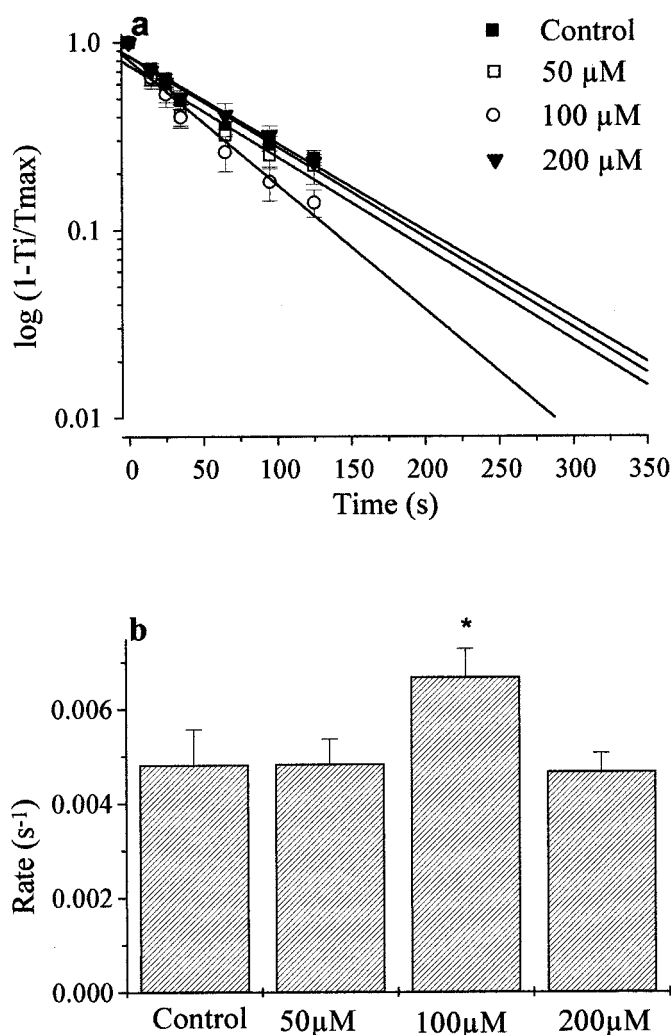 a
Control
50 µM
100 µM
200 µM
1.0
0.1
0.01
log (1-Ti/Tmax)
0 50 100 150 200 250 300 350
Time (s)
b
*
0.006
0.004
0.002
0.000
Rate (s⁻¹)
Control 50µM 100µM 200µM